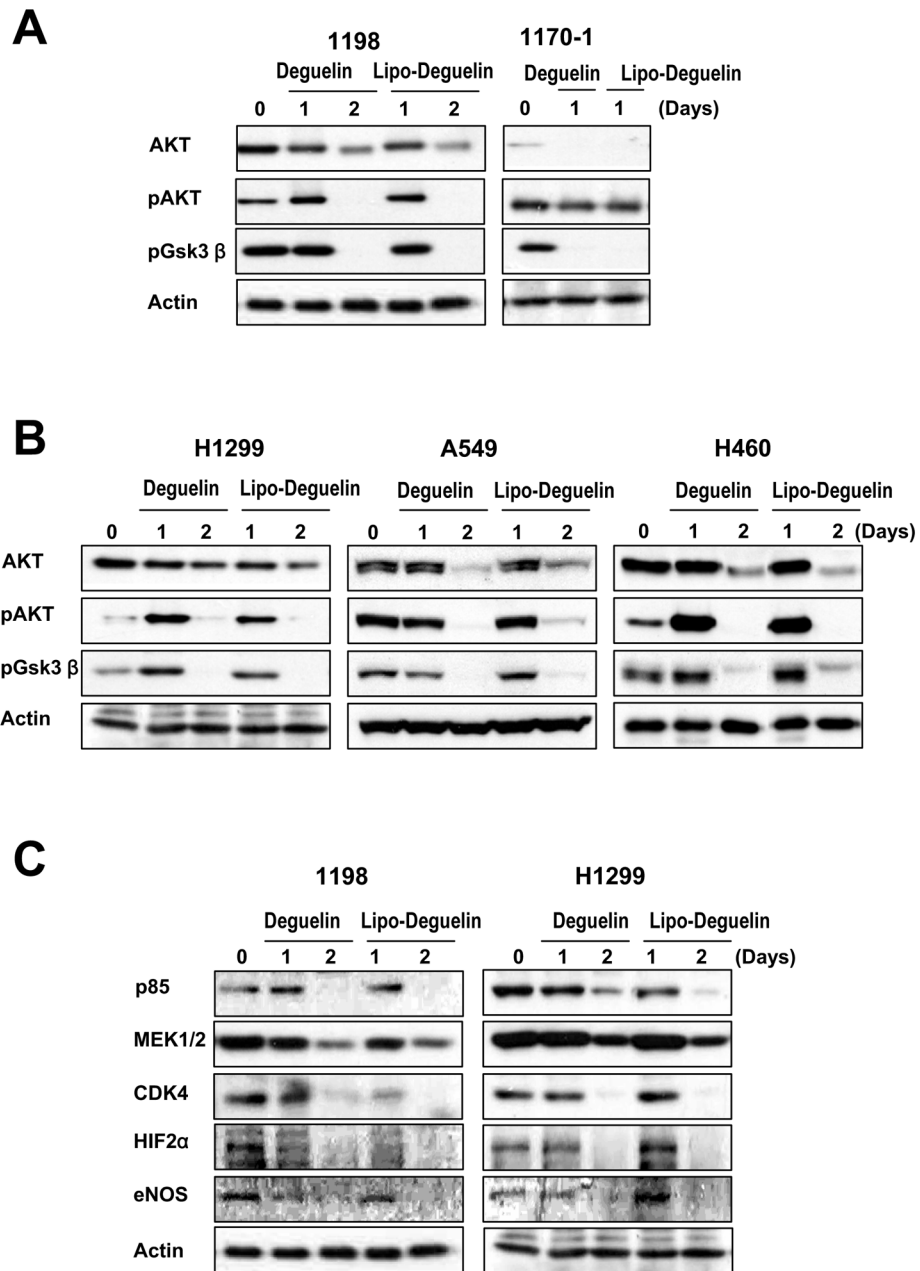 A
1198 1170-1
Deguelin Lipo-Deguelin Deguelin Lipo-Deguelin
0 1 2 1 2 0 1 1 (Days)
AKT
pAKT
pGsk3 β
Actin
B
H1299 A549 H460
Deguelin Lipo-Deguelin Deguelin Lipo-Deguelin Deguelin Lipo-Deguelin
0 1 2 1 2 0 1 2 1 2 0 1 2 1 2 (Days)
AKT
pAKT
pGsk3 β
Actin
C
1198 H1299
Deguelin Lipo-Deguelin Deguelin Lipo-Deguelin
0 1 2 1 2 0 1 2 1 2 (Days)
p85
MEK1/2
CDK4
HIF2α
eNOS
Actin